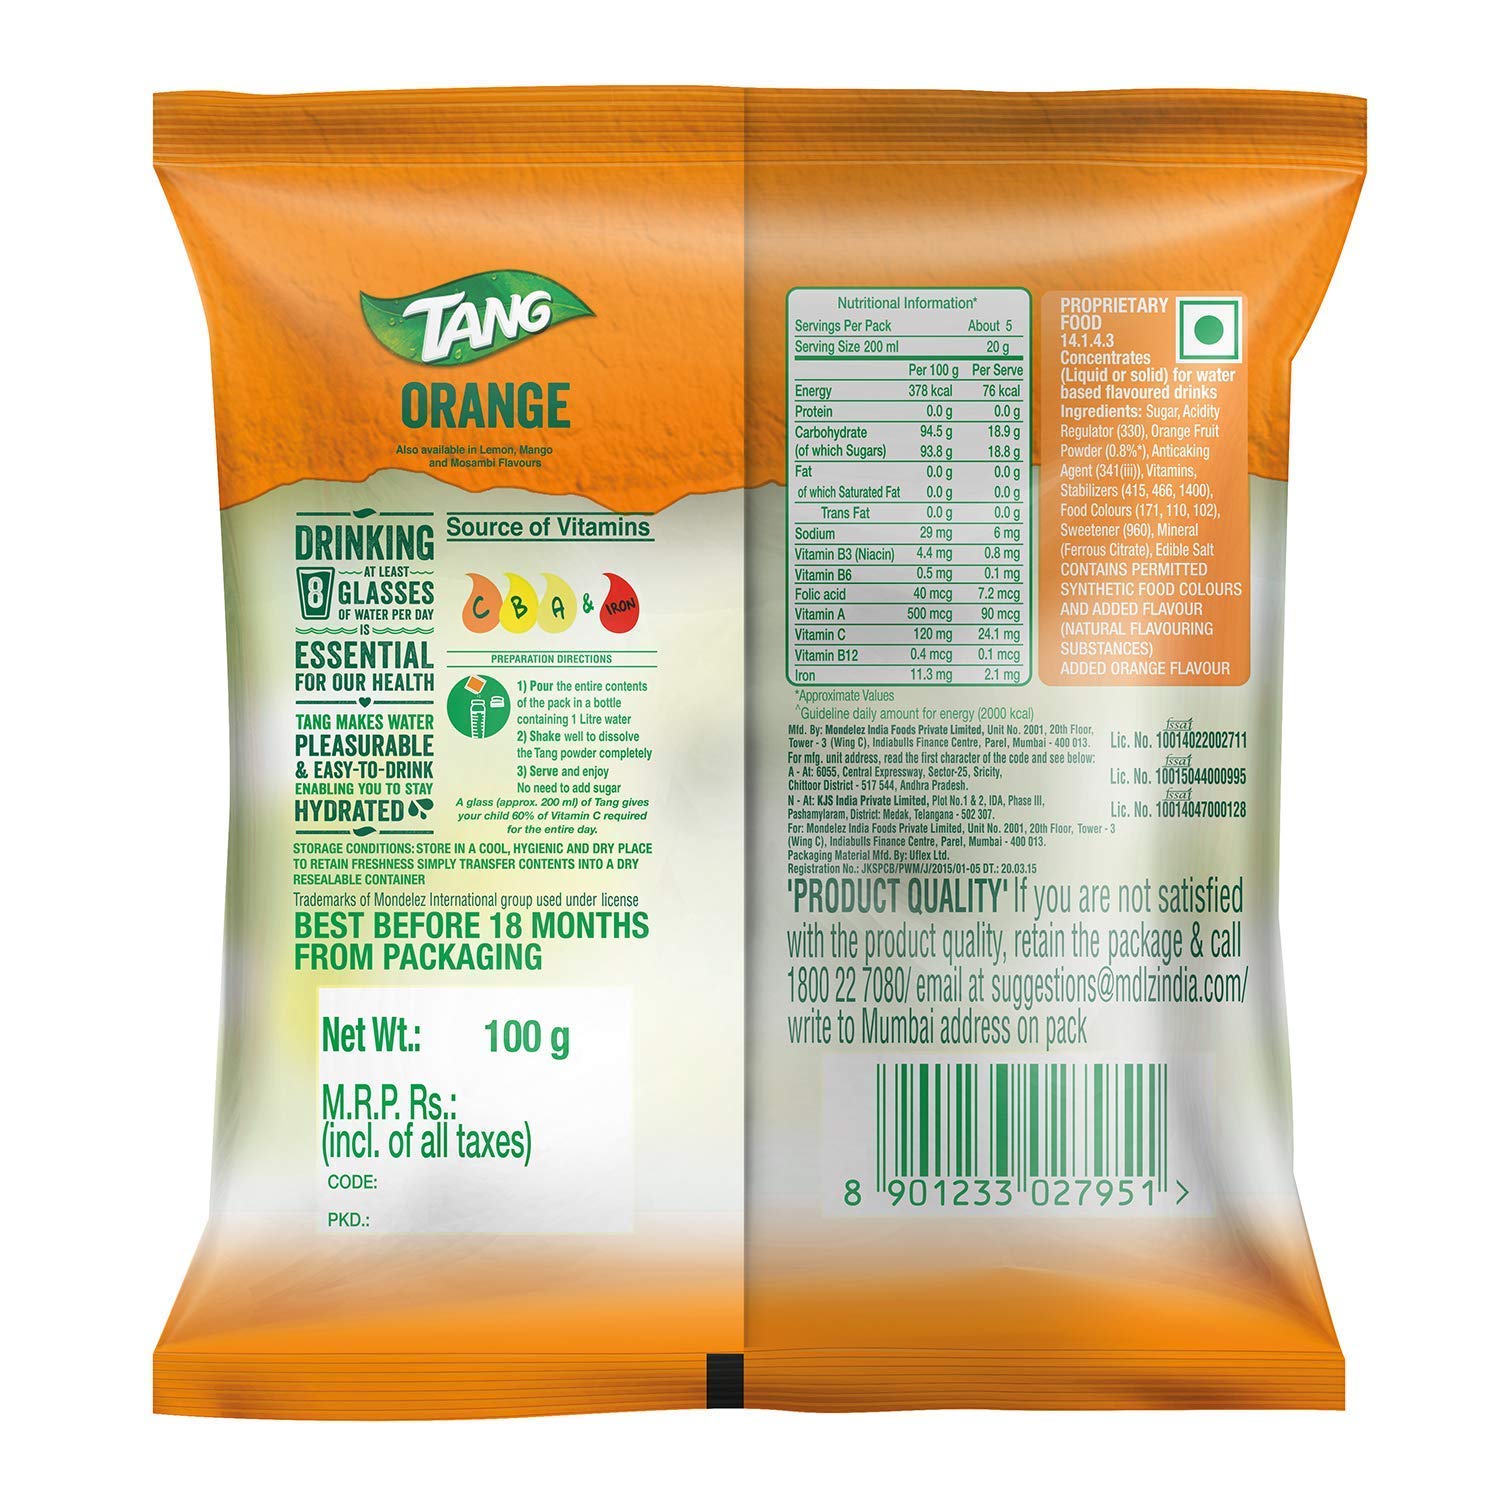 TANG
ORANGE
Also available in Lemon, Mango
and Mosambi Flavours
DRINKING
AT LEAST
8 GLASSES
OF WATER PER DAY
IS
ESSENTIAL
FOR OUR HEALTH
TANG MAKES WATER
PLEASURABLE
& EASY-TO-DRINK
ENABLING YOU TO STAY
HYDRATED
Source of Vitamins
C B A & IRON
PREPARATION DIRECTIONS
1) Pour the entire contents
of the pack in a bottle
containing 1 Litre water
2) Shake well to dissolve
the Tang powder completely
3) Serve and enjoy
No need to add sugar
A glass (approx. 200 ml) of Tang gives
your child 60% of Vitamin C required
for the entire day.
STORAGE CONDITIONS: STORE IN A COOL, HYGIENIC AND DRY PLACE
TO RETAIN FRESHNESS SIMPLY TRANSFER CONTENTS INTO A DRY
RESEALABLE CONTAINER
Trademarks of Mondelez International group used under license
BEST BEFORE 18 MONTHS
FROM PACKAGING
Net Wt.: 100 g
M.R.P. Rs.:
(incl. of all taxes)
CODE:
PKD.:
Nutritional Information*
Servings Per Pack About 5
Serving Size 200 ml 20 g
Per 100 g Per Serve
Energy 378 kcal 76 kcal
Protein 0.0 g 0.0 g
Carbohydrate 94.5 g 18.9 g
(of which Sugars) 93.8 g 18.8 g
Fat 0.0 g 0.0 g
of which Saturated Fat 0.0 g 0.0 g
Trans Fat 0.0 g 0.0 g
Sodium 29 mg 6 mg
Vitamin B3 (Niacin) 4.4 mg 0.8 mg
Vitamin B6 0.5 mg 0.1 mg
Folic acid 40 mcg 7.2 mcg
Vitamin A 500 mcg 90 mcg
Vitamin C 120 mg 24.1 mg
Vitamin B12 0.4 mcg 0.1 mcg
Iron 11.3 mg 2.1 mg
*Approximate Values
^Guideline daily amount for energy (2000 kcal)
PROPRIETARY
FOOD
14.1.4.3
Concentrates
(Liquid or solid) for water
based flavoured drinks
Ingredients: Sugar, Acidity
Regulator (330), Orange Fruit
Powder (0.8%*), Anticaking
Agent (341(iii)), Vitamins,
Stabilizers (415, 466, 1400),
Food Colours (171, 110, 102),
Sweetener (960), Mineral
(Ferrous Citrate), Edible Salt
CONTAINS PERMITTED
SYNTHETIC FOOD COLOURS
AND ADDED FLAVOUR
(NATURAL FLAVOURING
SUBSTANCES)
ADDED ORANGE FLAVOUR
Mfd. By: Mondelez India Foods Private Limited, Unit No. 2001, 20th Floor,
Tower - 3 (Wing C), Indiabulls Finance Centre, Parel, Mumbai - 400 013.
For mfg. unit address, read the first character of the code and see below:
A - At: 6055, Central Expressway, Sector-25, Sricity,
Chittoor District - 517 544, Andhra Pradesh.
N - At: KJS India Private Limited, Plot No.1 & 2, IDA, Phase III,
Pashamylaram, District: Medak, Telangana - 502 307.
For: Mondelez India Foods Private Limited, Unit No. 2001, 20th Floor, Tower - 3
(Wing C), Indiabulls Finance Centre, Parel, Mumbai - 400 013.
Packaging Material Mfd. By: Uflex Ltd.
Registration No.: JKSPCB/PWM/J/2015/01-05 DT.: 20.03.15
fssai
Lic. No. 10014022002711
fssai
Lic. No. 10015044000995
fssai
Lic. No. 10014047000128
'PRODUCT QUALITY' If you are not satisfied
with the product quality, retain the package & call
1800 22 7080/ email at suggestions@mdlzindia.com/
write to Mumbai address on pack
8 901233 027951 >